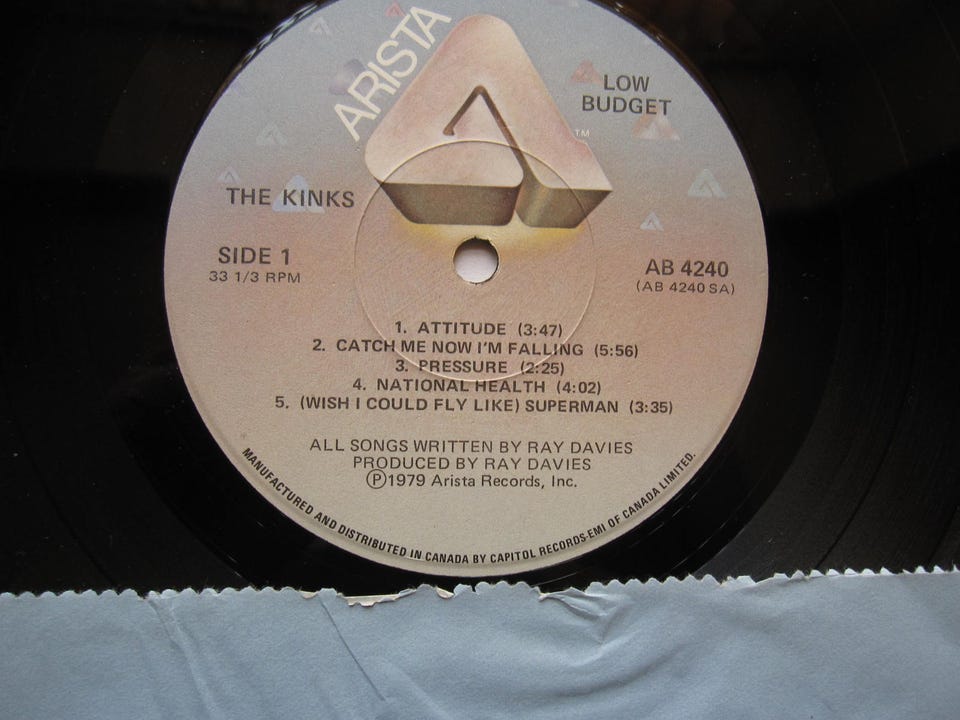 ARISTA
LOW
BUDGET
TM
THE KINKS
SIDE 1
33 1/3 RPM
AB 4240
(AB 4240 SA)
1. ATTITUDE (3:47)
2. CATCH ME NOW I'M FALLING (5:56)
3. PRESSURE (2:25)
4. NATIONAL HEALTH (4:02)
5. (WISH I COULD FLY LIKE) SUPERMAN (3:35)
ALL SONGS WRITTEN BY RAY DAVIES
PRODUCED BY RAY DAVIES
Ⓟ1979 Arista Records, Inc.
MANUFACTURED AND DISTRIBUTED IN CANADA BY CAPITOL RECORDS-EMI OF CANADA LIMITED.